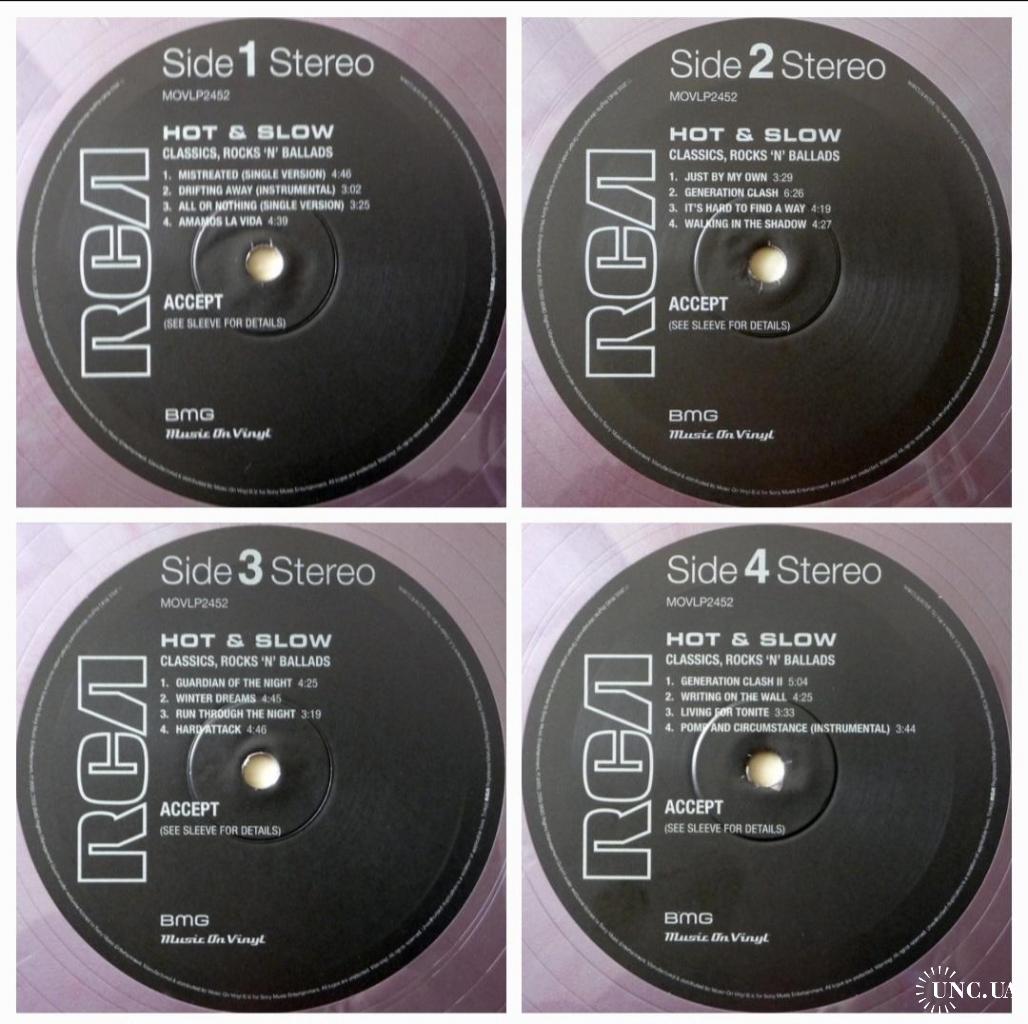 Side 1 Stereo
MOVLP2452
HOT & SLOW
CLASSICS, ROCKS 'N' BALLADS
1. MISTREATED (SINGLE VERSION) 4:46
2. DRIFTING AWAY (INSTRUMENTAL) 3:02
3. ALL OR NOTHING (SINGLE VERSION) 3:25
4. AMAMOS LA VIDA 4:39
RCA
ACCEPT
(SEE SLEEVE FOR DETAILS)
BMG
Music On Vinyl
Side 2 Stereo
MOVLP2452
HOT & SLOW
CLASSICS, ROCKS 'N' BALLADS
1. JUST BY MY OWN 3:29
2. GENERATION CLASH 6:26
3. IT'S HARD TO FIND A WAY 4:19
4. WALKING IN THE SHADOW 4:27
RCA
ACCEPT
(SEE SLEEVE FOR DETAILS)
BMG
Music On Vinyl
Side 3 Stereo
MOVLP2452
HOT & SLOW
CLASSICS, ROCKS 'N' BALLADS
1. GUARDIAN OF THE NIGHT 4:25
2. WINTER DREAMS 4:45
3. RUN THROUGH THE NIGHT 3:19
4. HARD ATTACK 4:46
RCA
ACCEPT
(SEE SLEEVE FOR DETAILS)
BMG
Music On Vinyl
Side 4 Stereo
MOVLP2452
HOT & SLOW
CLASSICS, ROCKS 'N' BALLADS
1. GENERATION CLASH II 5:04
2. WRITING ON THE WALL 4:25
3. LIVING FOR TONITE 3:33
4. POMP AND CIRCUMSTANCE (INSTRUMENTAL) 3:44
RCA
ACCEPT
(SEE SLEEVE FOR DETAILS)
BMG
Music On Vinyl
UNC.UA